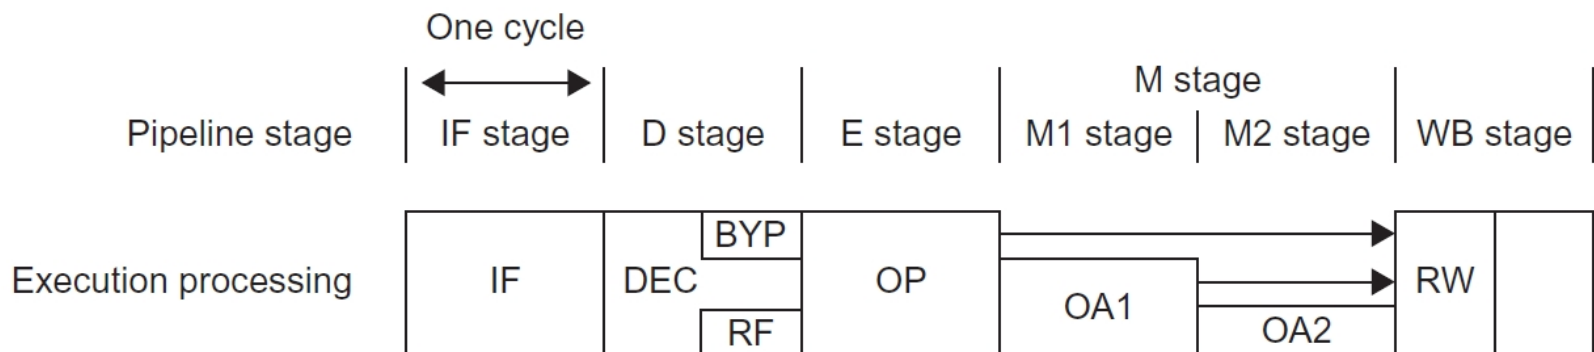 One cycle
M stage
Pipeline stage IF stage D stage E stage M1 stage M2 stage WB stage
BYP
Execution processing IF DEC OP RW
OA1
RF OA2